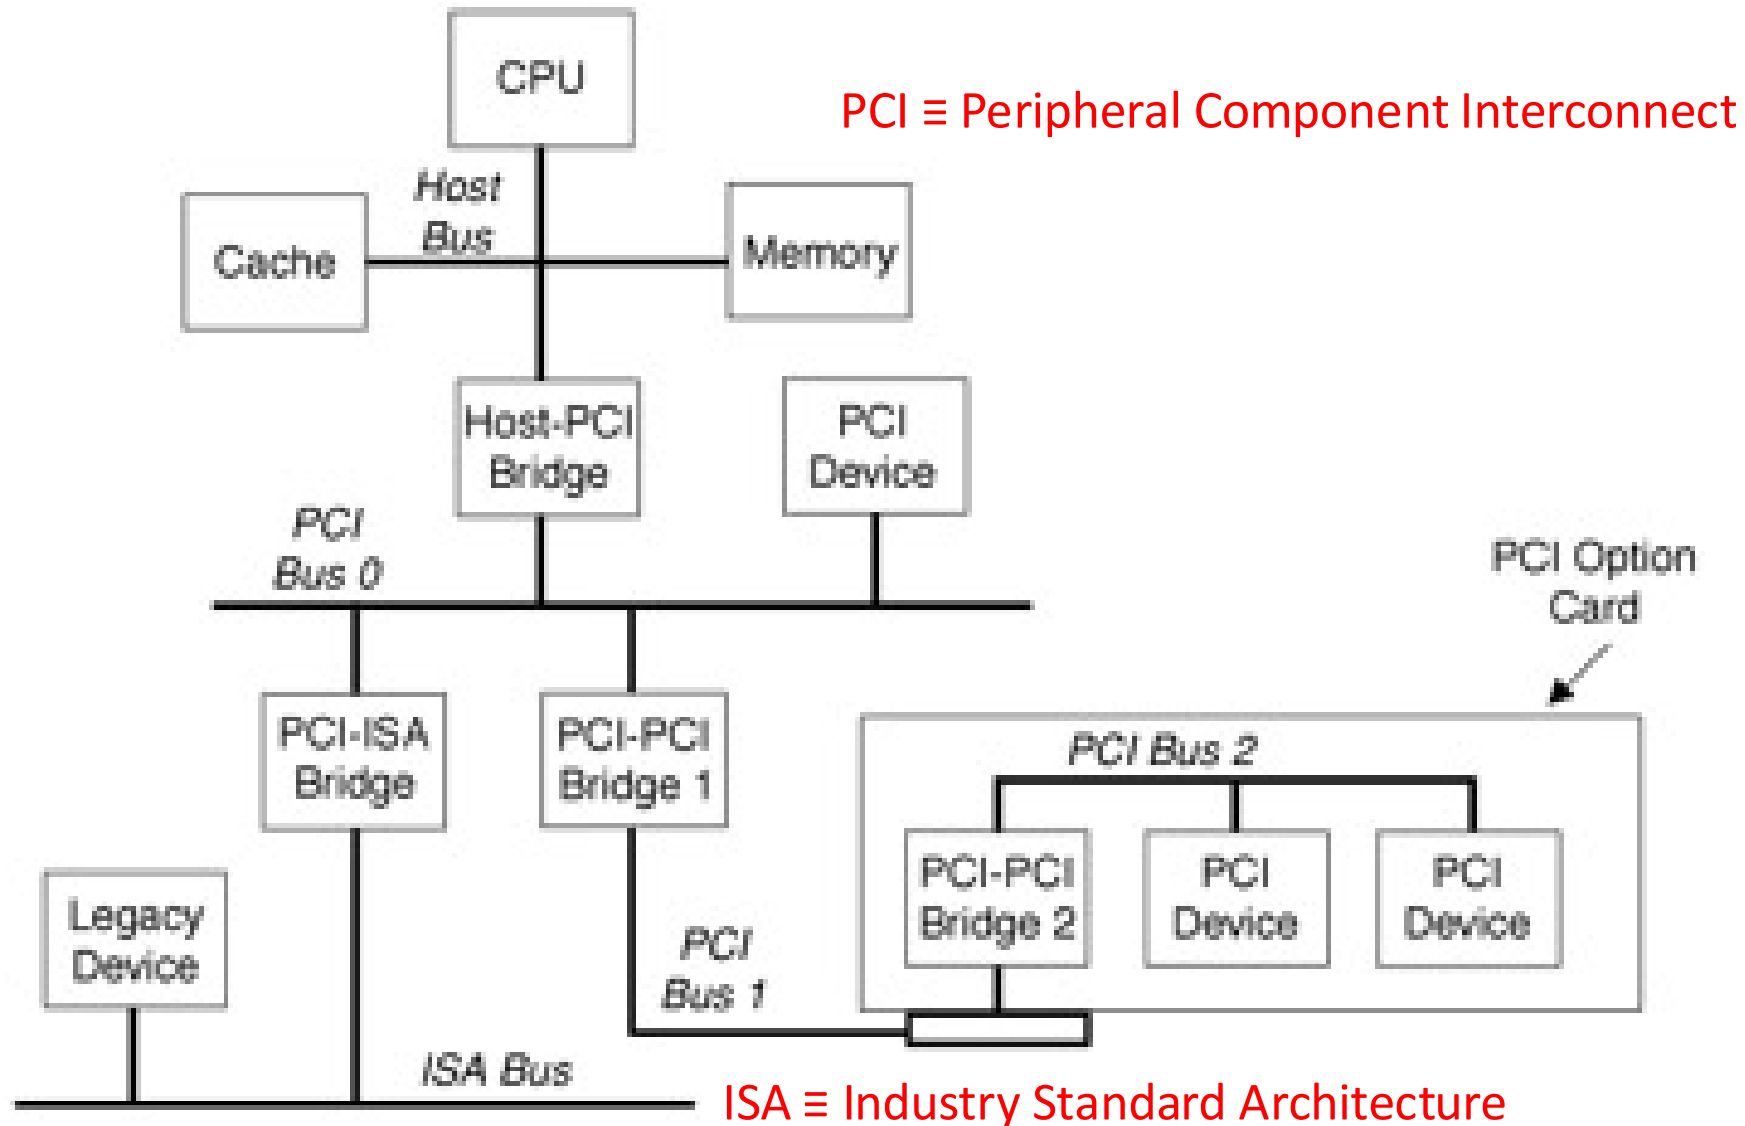 CPU
PCI ≡ Peripheral Component Interconnect
Host
Bus
Cache
Memory
Host-PCI
Bridge
PCI
Device
PCI
Bus 0
PCI Option
Card
PCI-ISA
Bridge
PCI-PCI
Bridge 1
PCI Bus 2
PCI-PCI
Bridge 2
PCI
Device
PCI
Device
Legacy
Device
PCI
Bus 1
ISA Bus
ISA ≡ Industry Standard Architecture